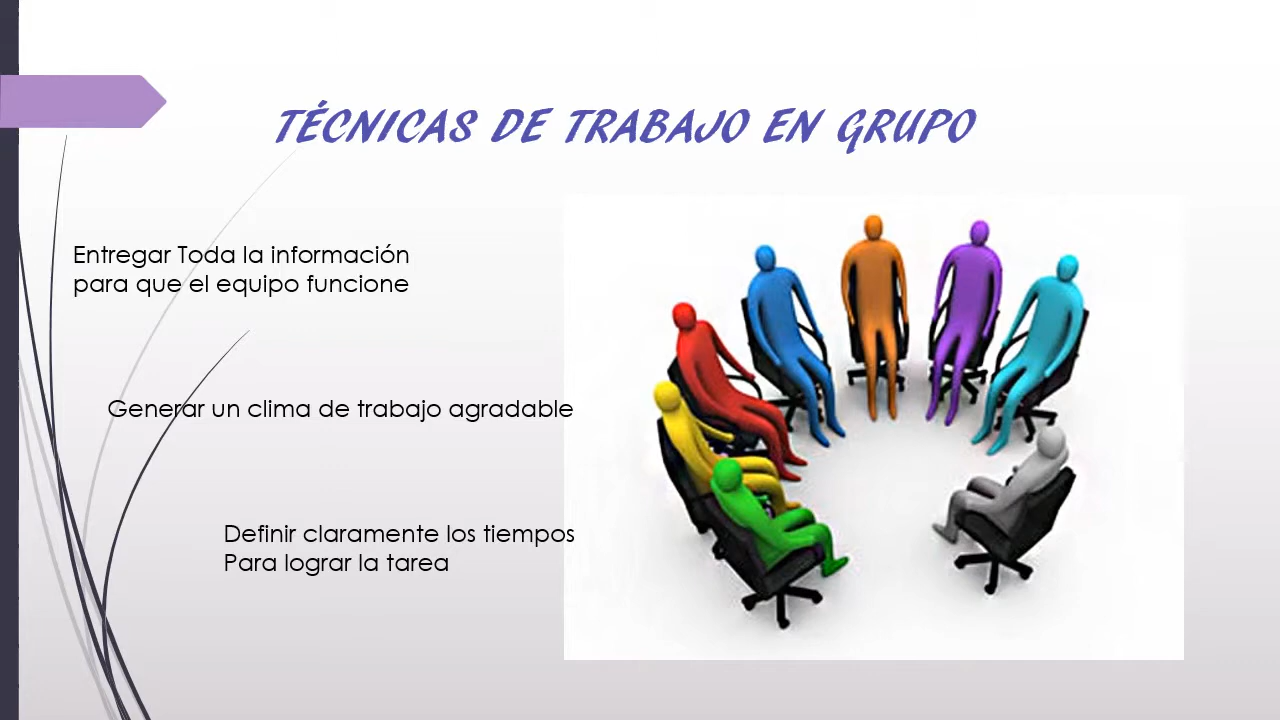 TÉCNICAS DE TRABAJO EN GRUPO
Entregar Toda la información
para que el equipo funcione
Generar un clima de trabajo agradable
Definir claramente los tiempos
Para lograr la tarea